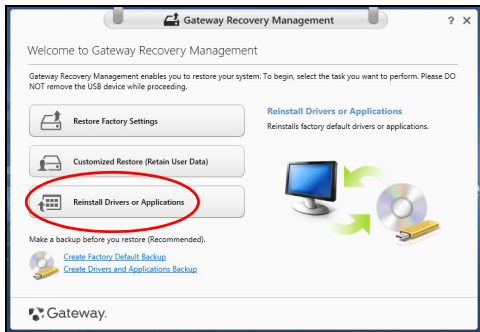 Gateway Recovery Management
? X
Welcome to Gateway Recovery Management
Gateway Recovery Management enables you to restore your system. To begin, select the task you want to perform. Please DO
NOT remove the USB device while proceeding.
Restore Factory Settings
Customized Restore (Retain User Data)
Reinstall Drivers or Applications
Reinstall Drivers or Applications
Reinstalls factory default drivers or applications.
Make a backup before you restore (Recommended).
Create Factory Default Backup
Create Drivers and Applications Backup
Gateway.